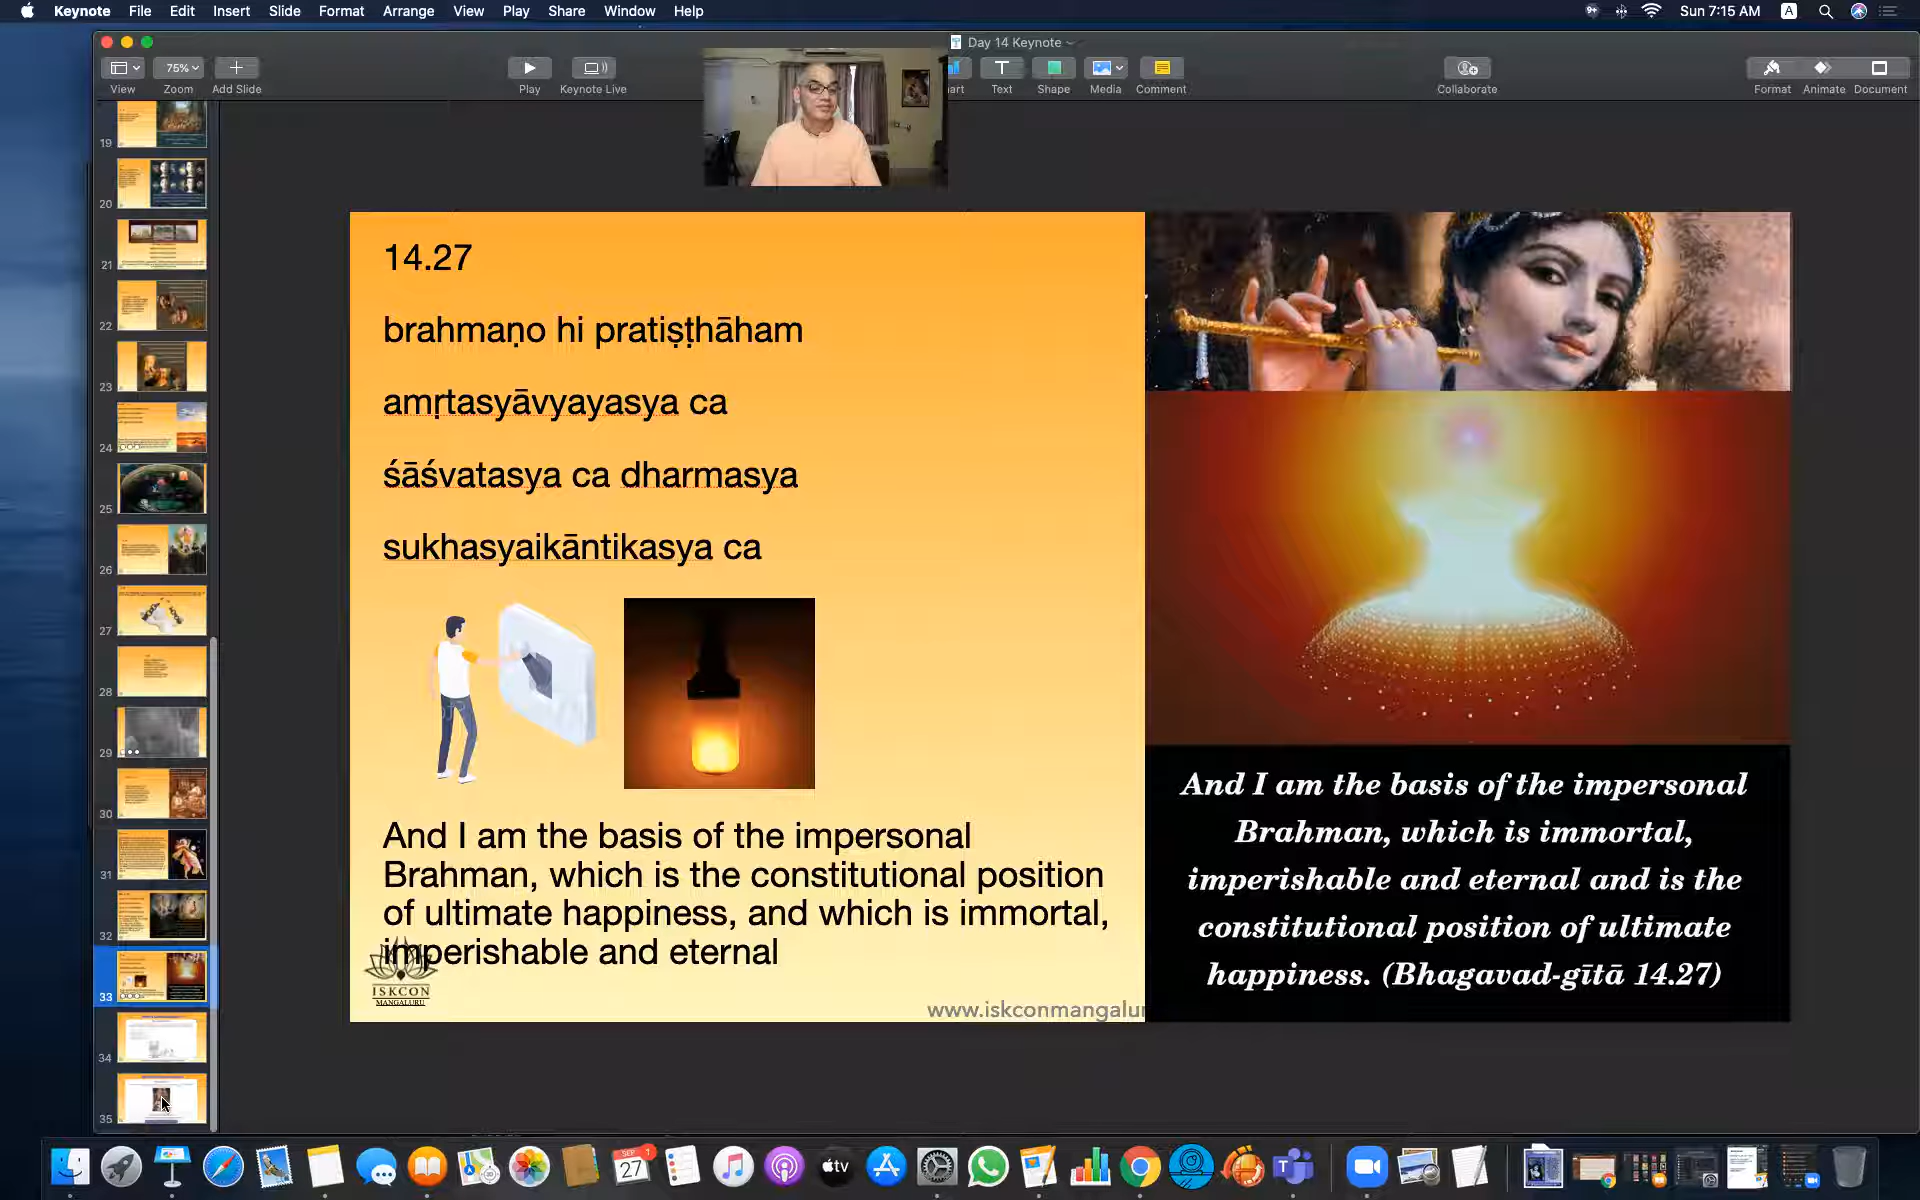 Keynote File Edit Insert Slide Format Arrange View Play Share Window Help
9+ Sun 7:15 AM A
Day 14 Keynote
75%
View Zoom Add Slide Play Keynote Live art Text Shape Media Comment Collaborate Format Animate Document
19
20
21
22
23
24
25
26
27
28
29
30
31
32
33
34
35
14.27
brahmaṇo hi pratiṣṭhāham
amṛtasyāvyayasya ca
śāśvatasya ca dharmasya
sukhasyaikāntikasya ca
And I am the basis of the impersonal
Brahman, which is the constitutional position
of ultimate happiness, and which is immortal,
imperishable and eternal
ISKCON
MANGALURU
www.iskconmangalur
And I am the basis of the impersonal
Brahman, which is immortal,
imperishable and eternal and is the
constitutional position of ultimate
happiness. (Bhagavad-gītā 14.27)
SEP
27
1
tv
T